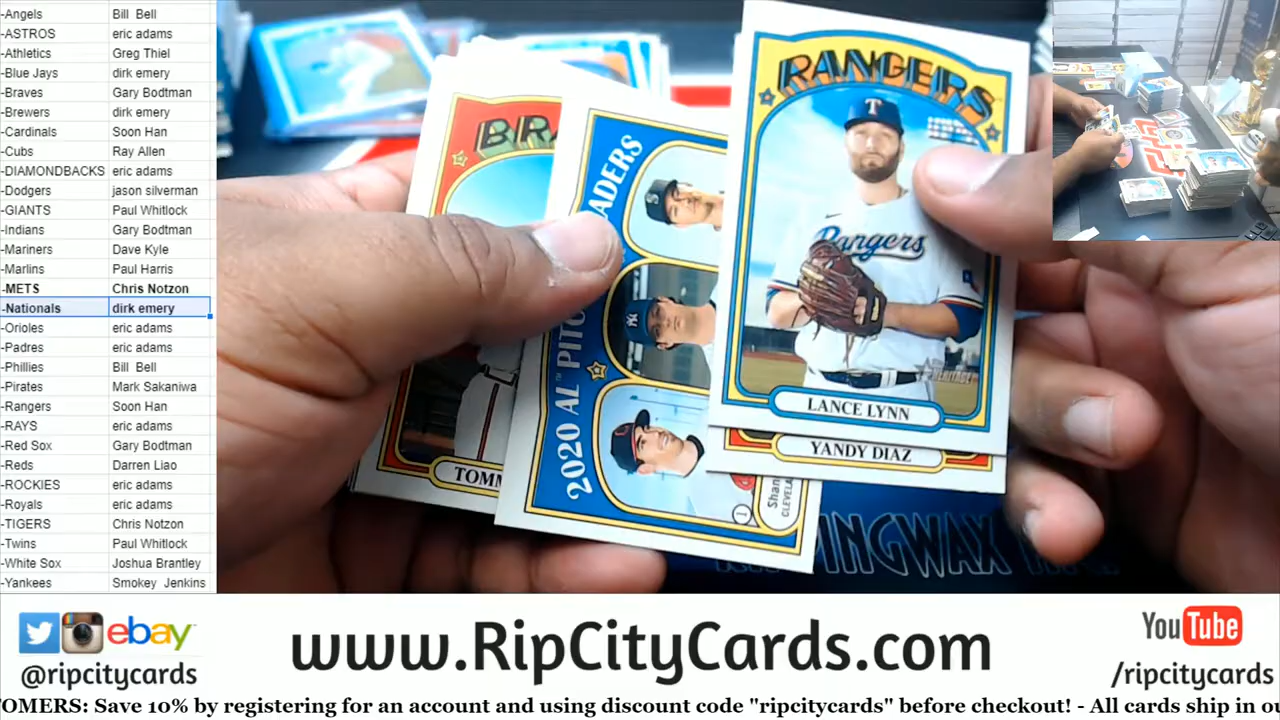 -Angels Bill Bell
-ASTROS eric adams
-Athletics Greg Thiel
-Blue Jays dirk emery
-Braves Gary Bodtman
-Brewers dirk emery
-Cardinals Soon Han
-Cubs Ray Allen
-DIAMONDBACKS eric adams
-Dodgers jason silverman
-GIANTS Paul Whitlock
-Indians Gary Bodtman
-Mariners Dave Kyle
-Marlins Paul Harris
-METS Chris Notzon
-Nationals dirk emery
-Orioles eric adams
-Padres eric adams
-Phillies Bill Bell
-Pirates Mark Sakaniwa
-Rangers Soon Han
-RAYS eric adams
-Red Sox Gary Bodtman
-Reds Darren Liao
-ROCKIES eric adams
-Royals eric adams
-TIGERS Chris Notzon
-Twins Paul Whitlock
-White Sox Joshua Brantley
-Yankees Smokey Jenkins
BRA
TOMM
ADERS
2020 AL PITC
Shan
CLEVELA
RANGERS
T
Rangers
HERITAGE
LANCE LYNN
YANDY DIAZ
PINGWAX
ebay
@ripcitycards
www.RipCityCards.com
YouTube
/ripcitycards
TOMERS: Save 10% by registering for an account and using discount code "ripcitycards" before checkout! - All cards ship in ou